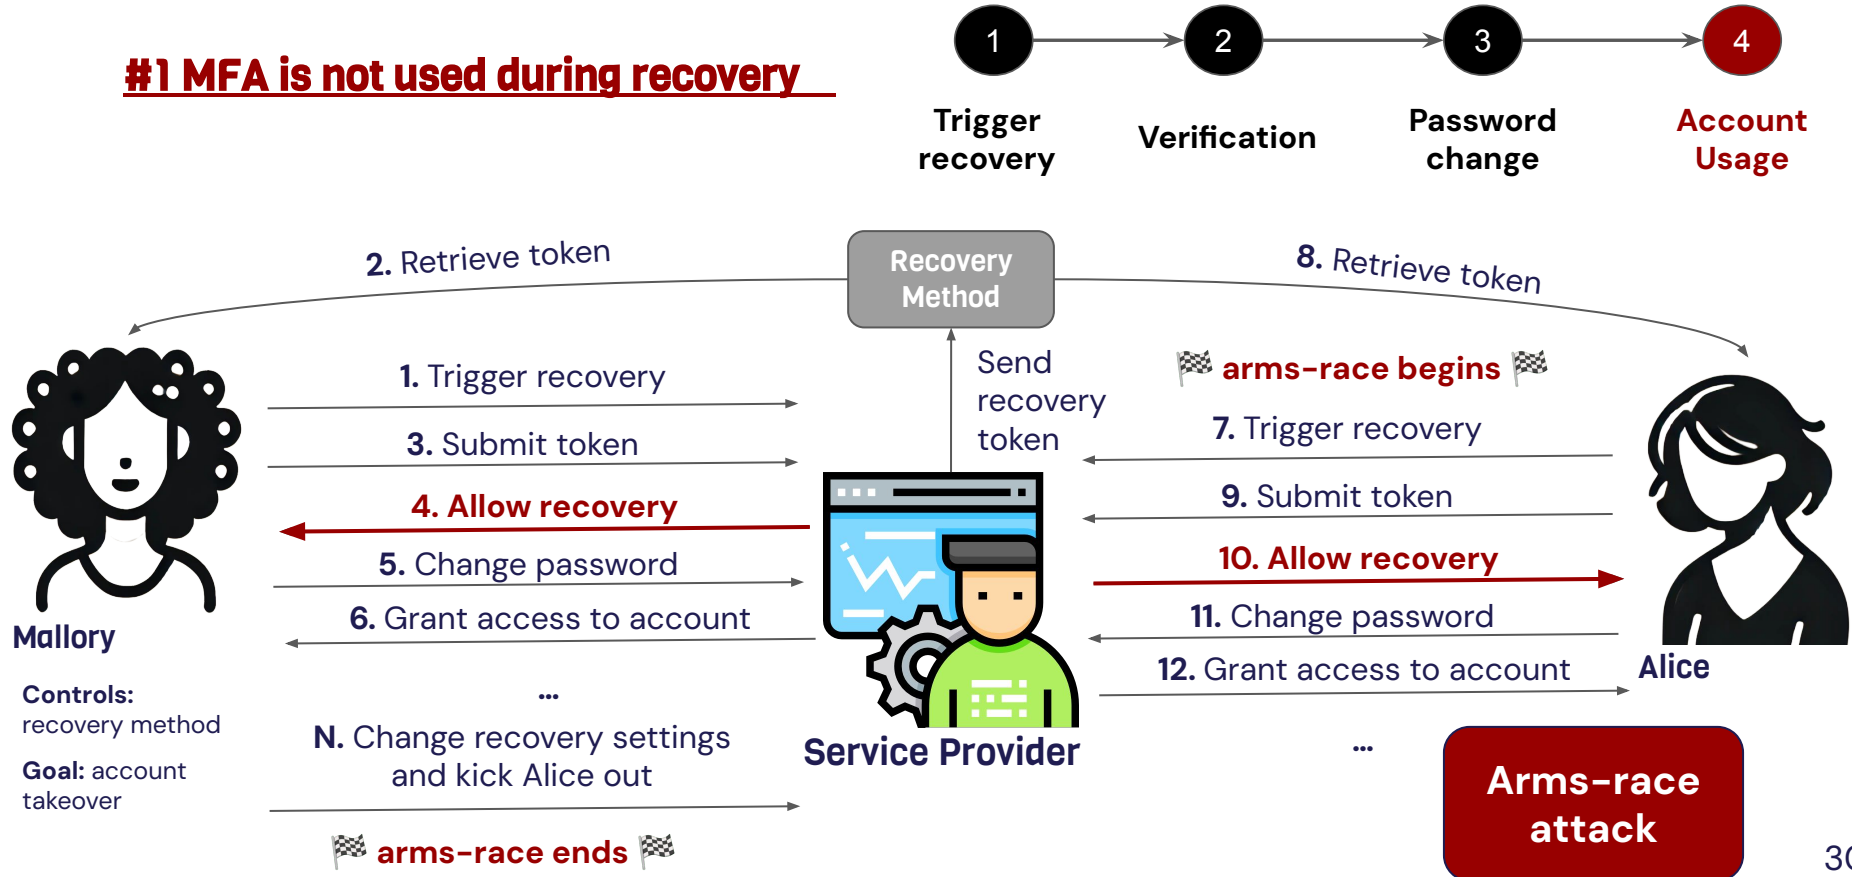 #1 MFA is not used during recovery
1
2
3
4
Trigger
recovery
Verification
Password
change
Account
Usage
2. Retrieve token
Recovery
Method
8. Retrieve token
1. Trigger recovery
Send
recovery
token
arms-race begins
3. Submit token
7. Trigger recovery
4. Allow recovery
9. Submit token
5. Change password
10. Allow recovery
6. Grant access to account
11. Change password
12. Grant access to account
Mallory
Alice
Controls:
recovery method
Goal: account
takeover
...
N. Change recovery settings
and kick Alice out
arms-race ends
Service Provider
...
Arms-race
attack
30